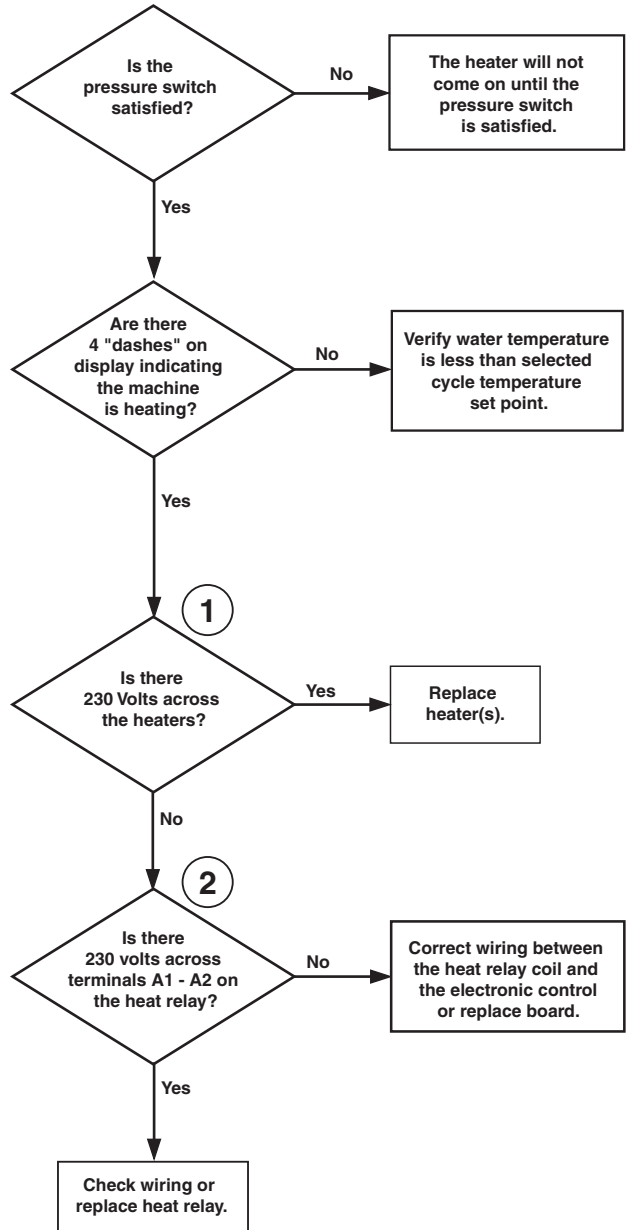 Is the
pressure switch
satisfied?
No
The heater will not
come on until the
pressure switch
is satisfied.
Yes
Are there
4 "dashes" on
display indicating
the machine
is heating?
No
Verify water temperature
is less than selected
cycle temperature
set point.
Yes
1
Is there
230 Volts across
the heaters?
Yes
Replace
heater(s).
No
2
Is there
230 volts across
terminals A1 - A2 on
the heat relay?
No
Correct wiring between
the heat relay coil and
the electronic control
or replace board.
Yes
Check wiring or
replace heat relay.